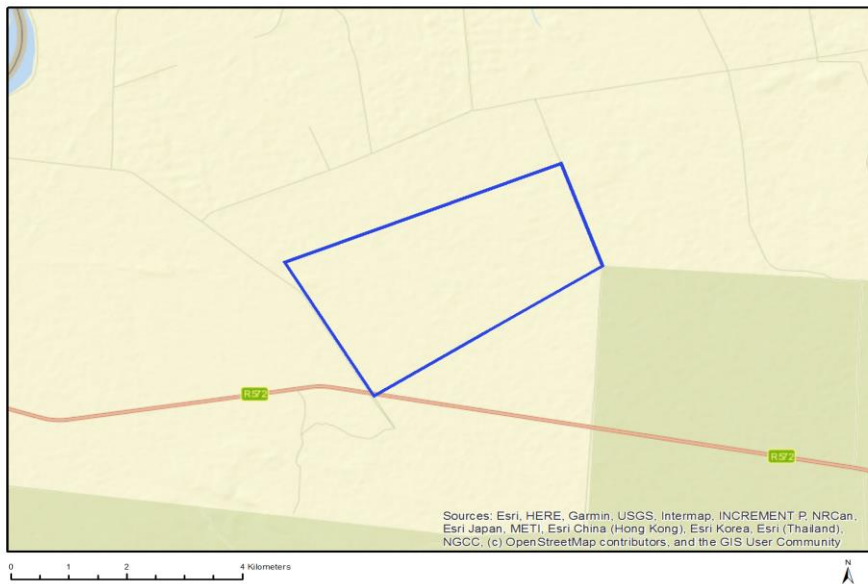 R572
R572
Sources: Esri, HERE, Garmin, USGS, Intermap, INCREMENT P, NRCan,
Esri Japan, METI, Esri China (Hong Kong), Esri Korea, Esri (Thailand),
NGCC, (c) OpenStreetMap contributors, and the GIS User Community
0 1 2 4 Kilometers
N